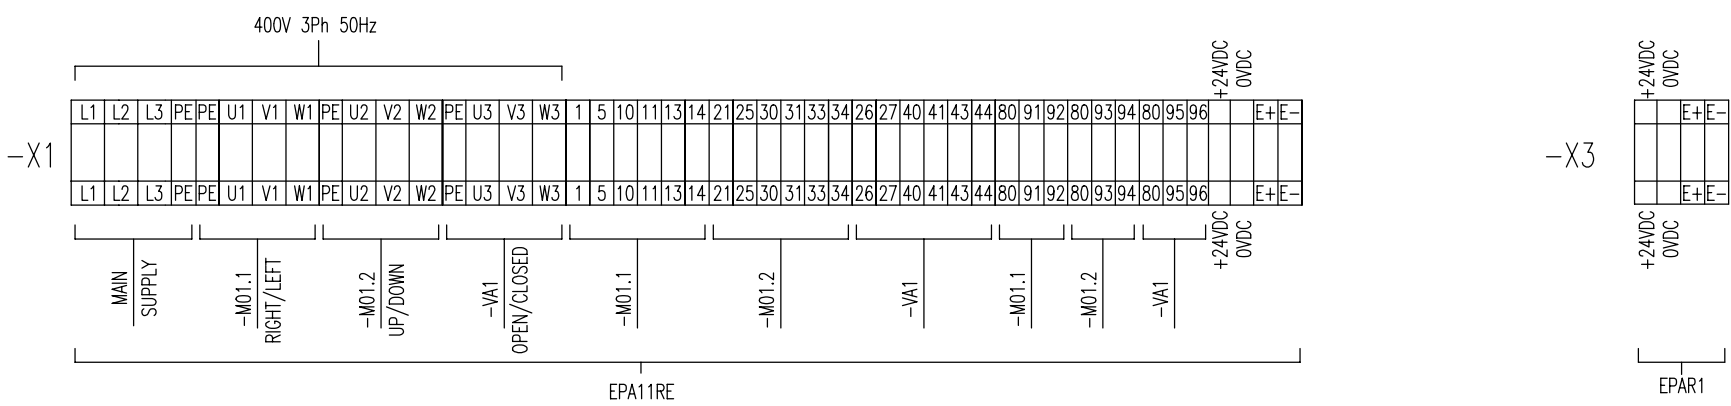 400V 3Ph 50Hz
+24VDC
0VDC
+24VDC
0VDC
L1 L2 L3 PE PE U1 V1 W1 PE U2 V2 W2 PE U3 V3 W3 1 5 10 11 13 14 21 25 30 31 33 34 26 27 40 41 43 44 80 91 92 80 93 94 80 95 96 E+ E-
E+ E-
-X1
-X3
L1 L2 L3 PE PE U1 V1 W1 PE U2 V2 W2 PE U3 V3 W3 1 5 10 11 13 14 21 25 30 31 33 34 26 27 40 41 43 44 80 91 92 80 93 94 80 95 96 E+ E-
E+ E-
+24VDC
0VDC
+24VDC
0VDC
MAIN
SUPPLY
-M01.1
RIGHT/LEFT
-M01.2
UP/DOWN
-VA1
OPEN/CLOSED
-M01.1
-M01.2
-VA1
-M01.1
-M01.2
-VA1
EPA11RE
EPAR1